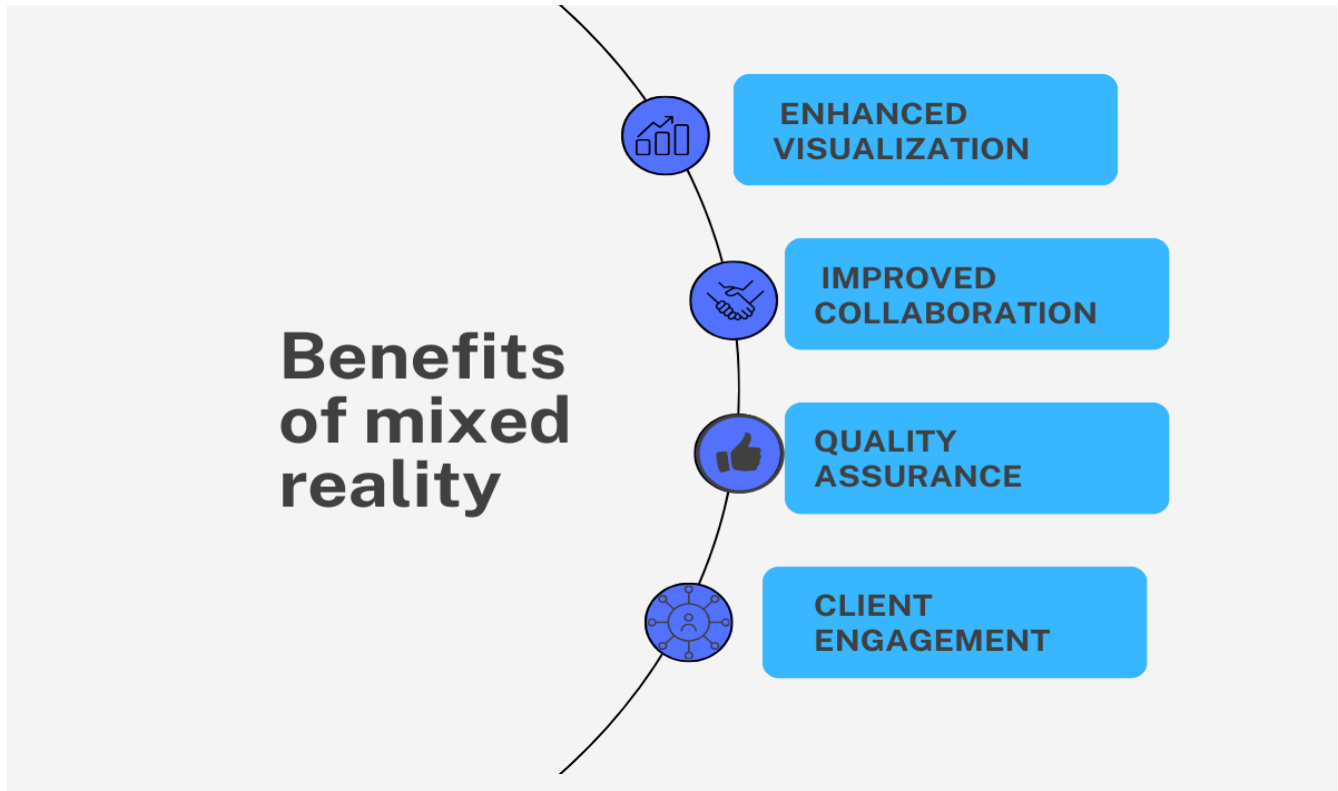 Benefits
of mixed
reality
ENHANCED
VISUALIZATION
IMPROVED
COLLABORATION
QUALITY
ASSURANCE
CLIENT
ENGAGEMENT